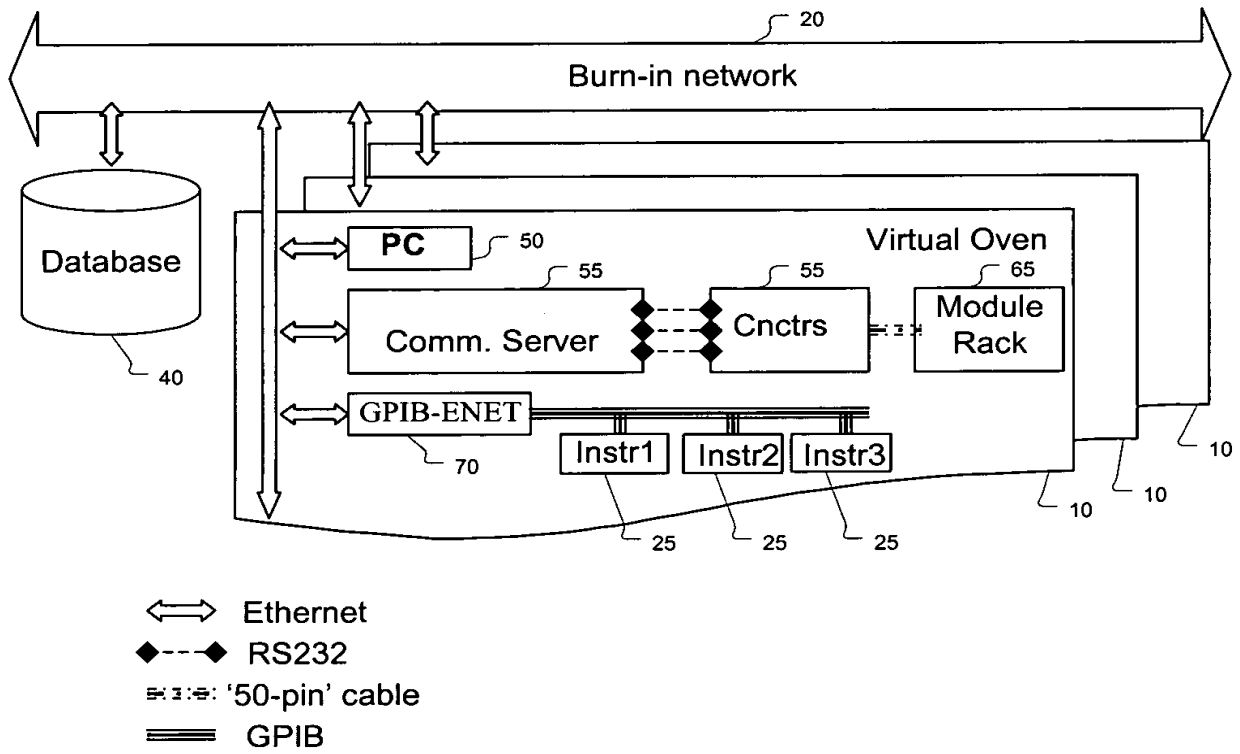 20
Burn-in network
Database
40
Virtual Oven
PC
50
55
Comm. Server
55
Cnctrs
65
Module
Rack
GPIB-ENET
70
Instr1
Instr2
Instr3
25
25
25
10
10
10
Ethernet
RS232
'50-pin' cable
GPIB